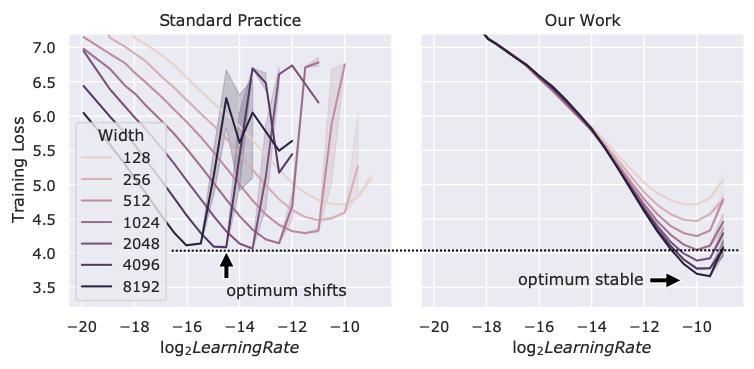 Standard Practice
Our Work
Training Loss
7.0
6.5
6.0
5.5
5.0
4.5
4.0
3.5
Width
128
256
512
1024
2048
4096
8192
optimum shifts
optimum stable
−20 −18 −16 −14 −12 −10
−20 −18 −16 −14 −12 −10
log₂LearningRate
log₂LearningRate